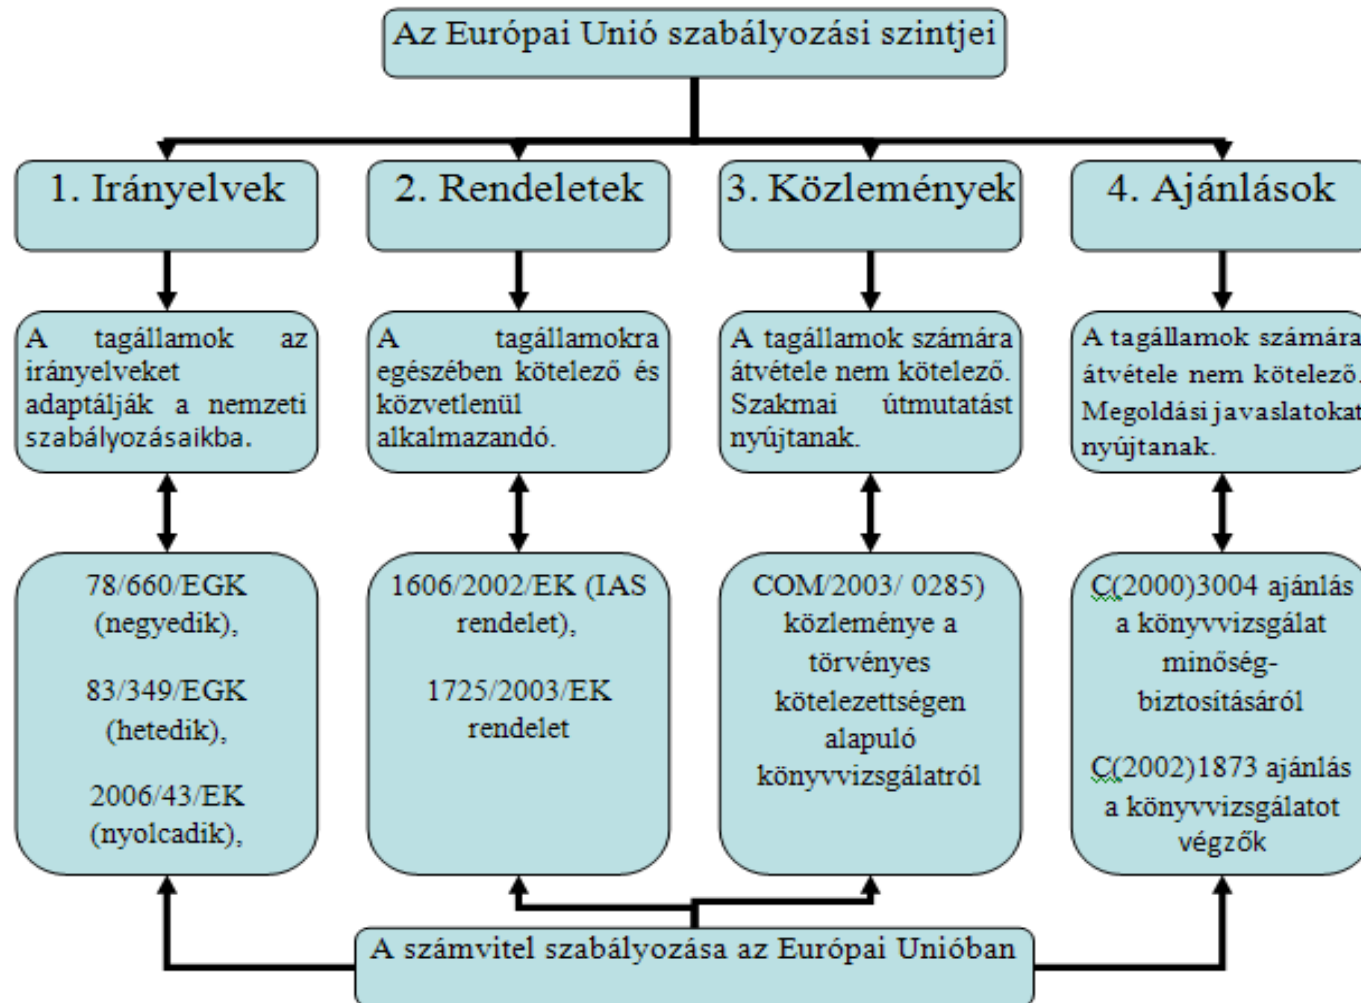 Az Európai Unió szabályozási szintjei
1. Irányelvek
2. Rendeletek
3. Közlemények
4. Ajánlások
A tagállamok az
irányelveket
adaptálják a nemzeti
szabályozásaikba.
A tagállamokra
egészében kötelező és
közvetlenül
alkalmazandó.
A tagállamok számára
átvétele nem kötelező.
Szakmai útmutatást
nyújtanak.
A tagállamok számára
átvétele nem kötelező.
Megoldási javaslatokat
nyújtanak.
78/660/EGK
(negyedik),
83/349/EGK
(hetedik),
2006/43/EK
(nyolcadik),
1606/2002/EK (IAS
rendelet),
1725/2003/EK
rendelet
COM/2003/ 0285)
közleménye a
törvényes
kötelezettségen
alapuló
könyvvizsgálatról
C(2000)3004 ajánlás
a könyvvizsgálat
minőség-
biztosításáról
C(2002)1873 ajánlás
a könyvvizsgálatot
végzők
A számvitel szabályozása az Európai Unióban